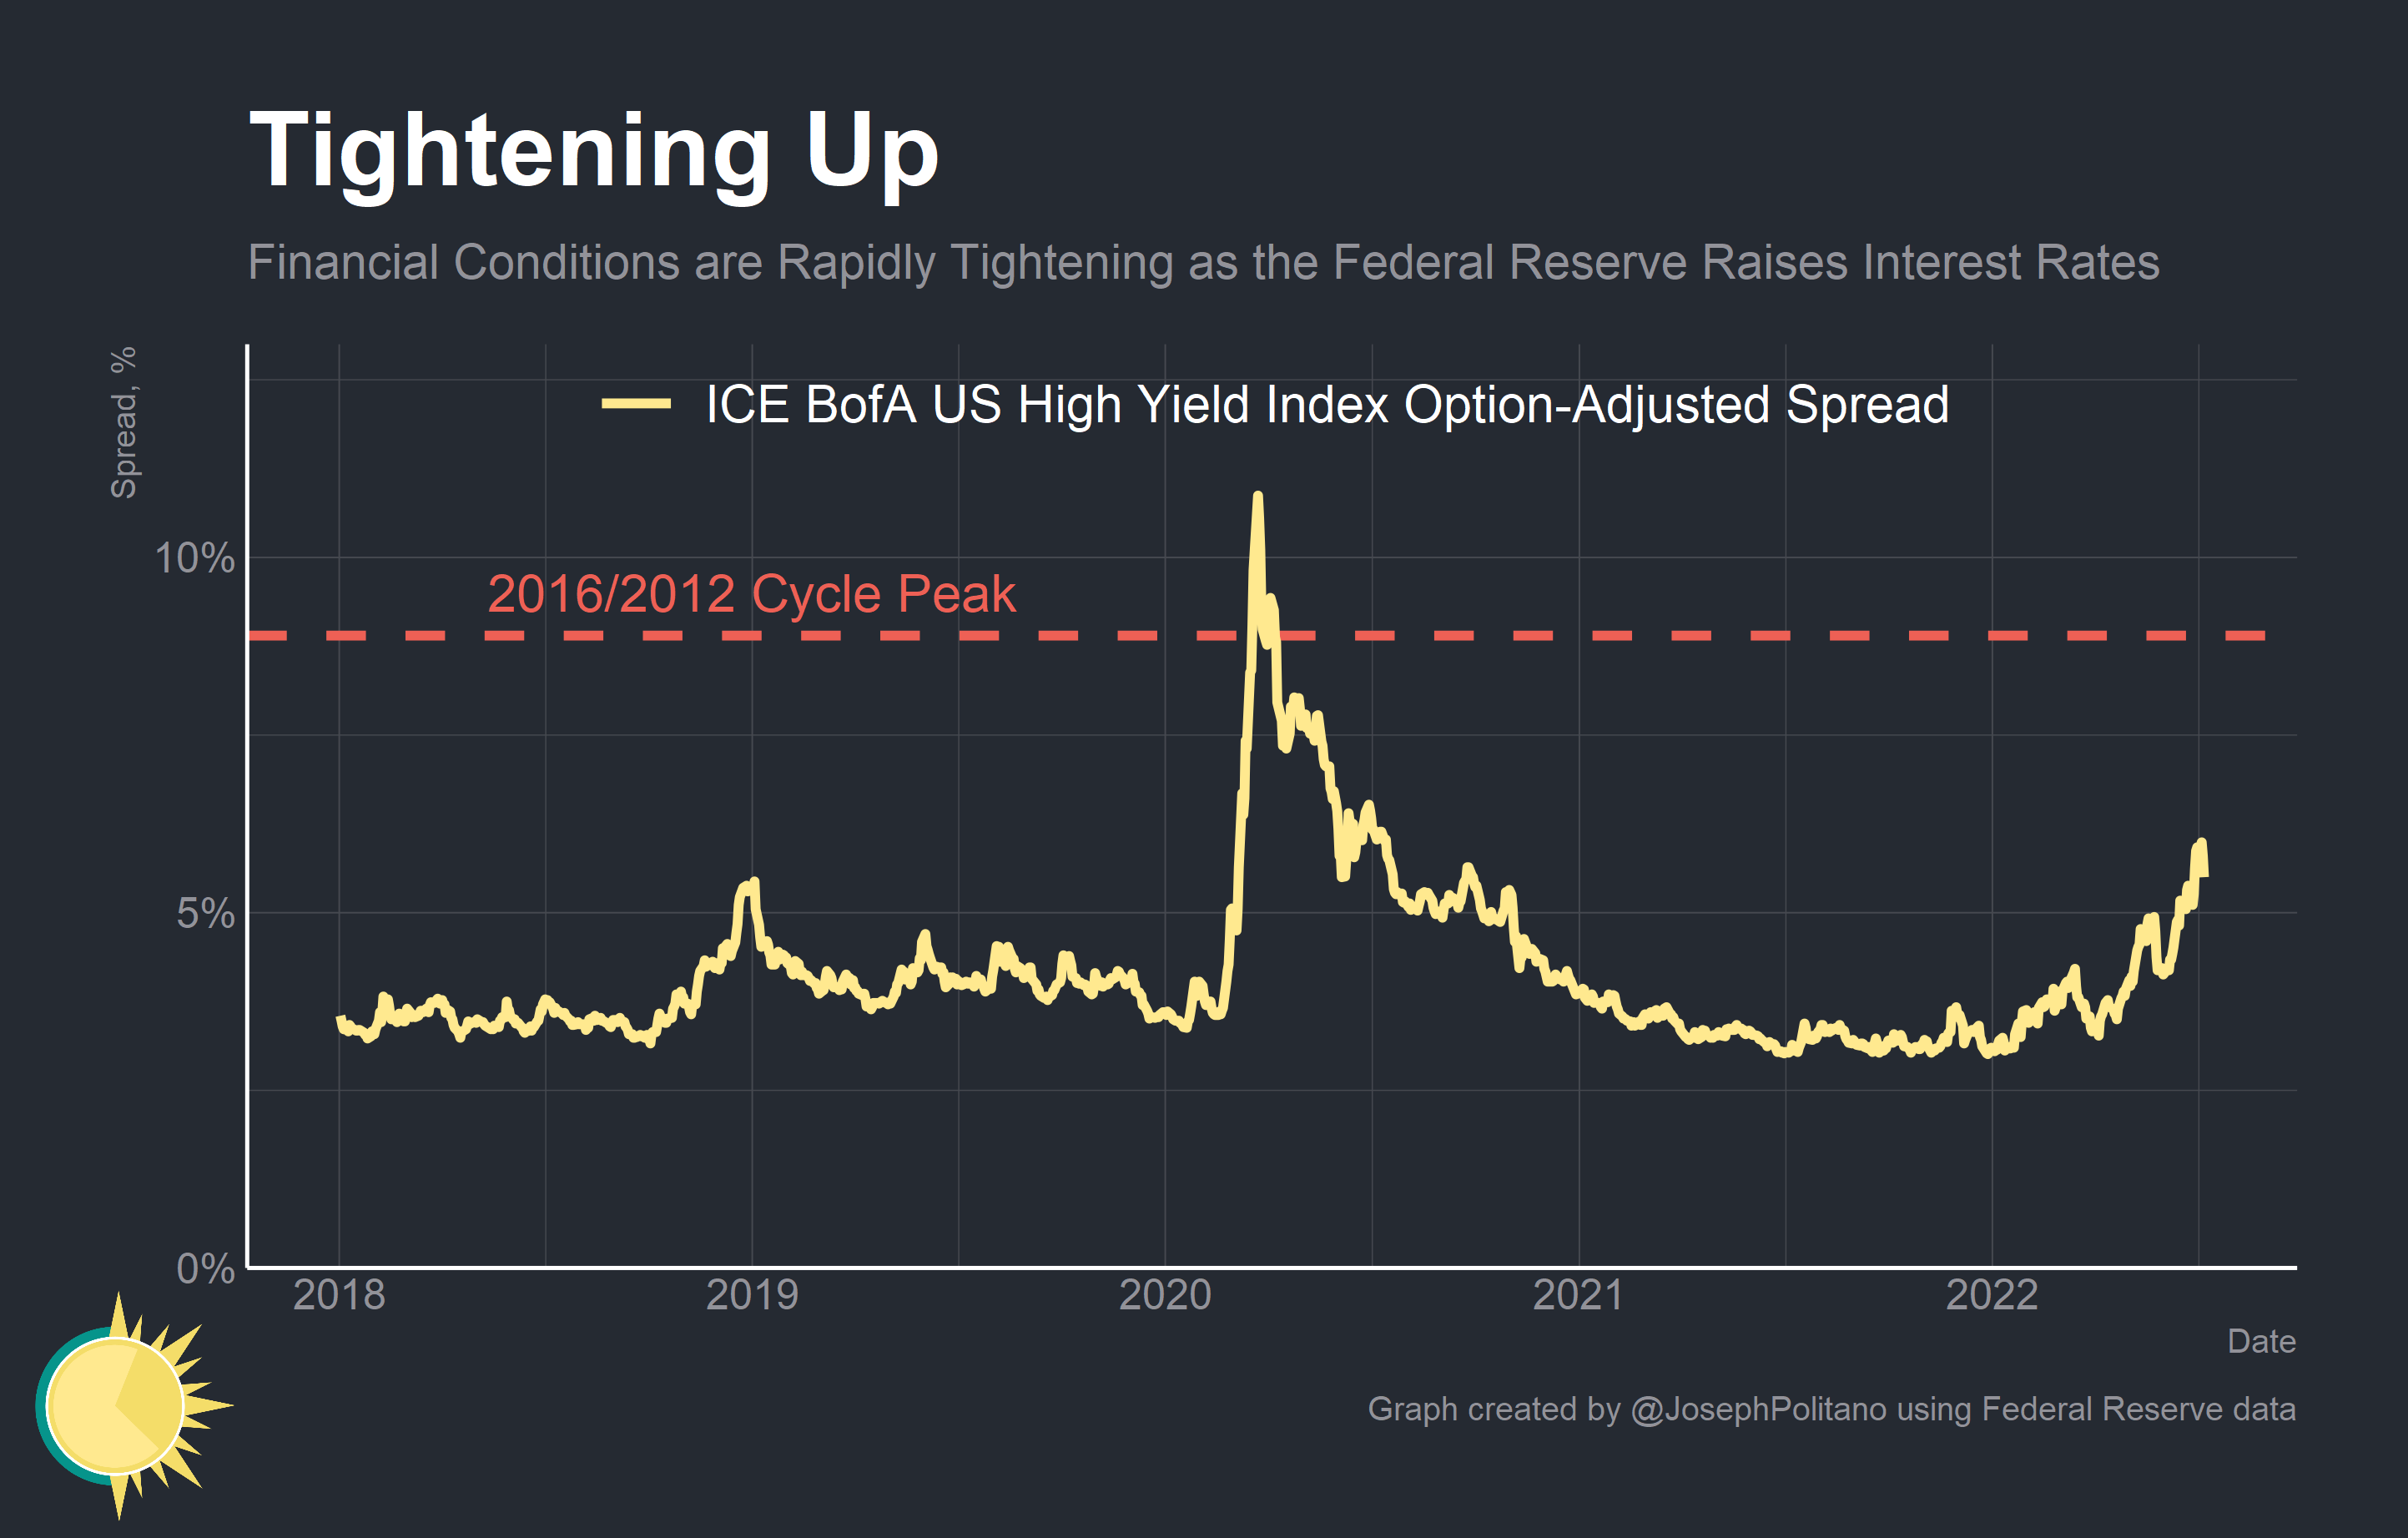 Tightening Up
Financial Conditions are Rapidly Tightening as the Federal Reserve Raises Interest Rates
Spread, %
ICE BofA US High Yield Index Option-Adjusted Spread
10%
2016/2012 Cycle Peak
5%
0%
2018 2019 2020 2021 2022
Date
Graph created by @JosephPolitano using Federal Reserve data